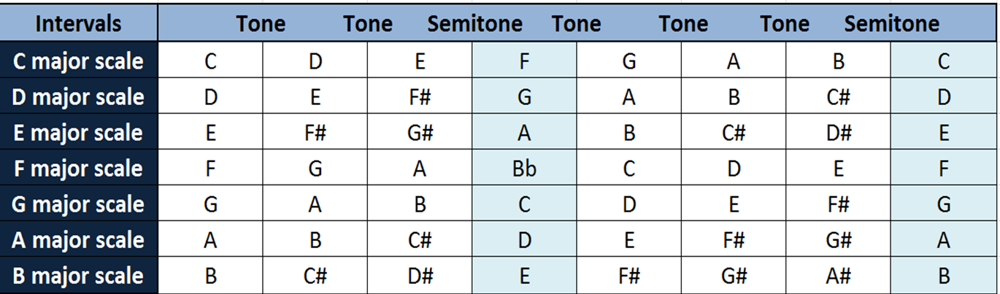 Intervals Tone Tone Semitone Tone Tone Tone Semitone
C major scale C D E F G A B C
D major scale D E F# G A B C# D
E major scale E F# G# A B C# D# E
F major scale F G A Bb C D E F
G major scale G A B C D E F# G
A major scale A B C# D E F# G# A
B major scale B C# D# E F# G# A# B